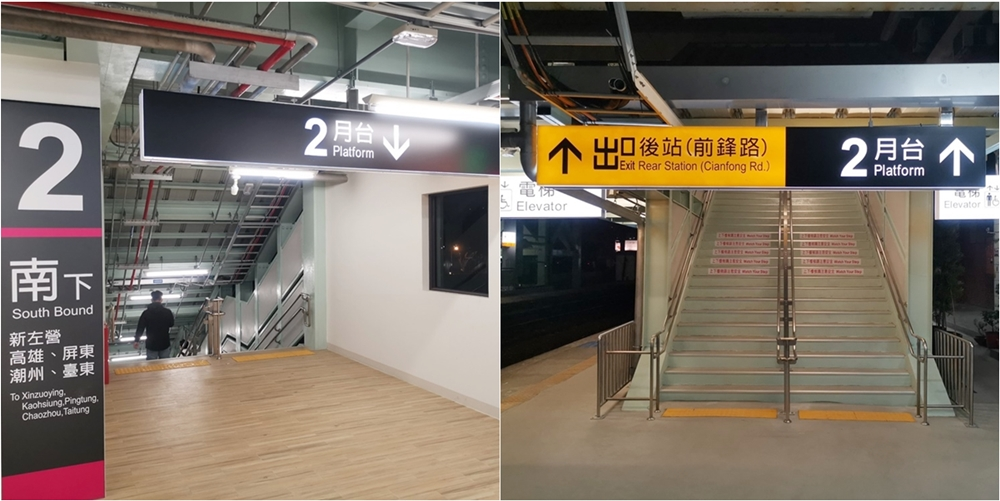 2
南下
South Bound
新左營
高雄、屏東
潮州、臺東
To Xinzuoying,
Kaohsiung,Pingtung,
Chaozhou,Taitung
2 月台 ↓
Platform
↑ 出口 後站(前鋒路)
Exit Rear Station (Cianfong Rd.)
2 月台 ↑
Platform
電梯
Elevator
電梯
Elevator